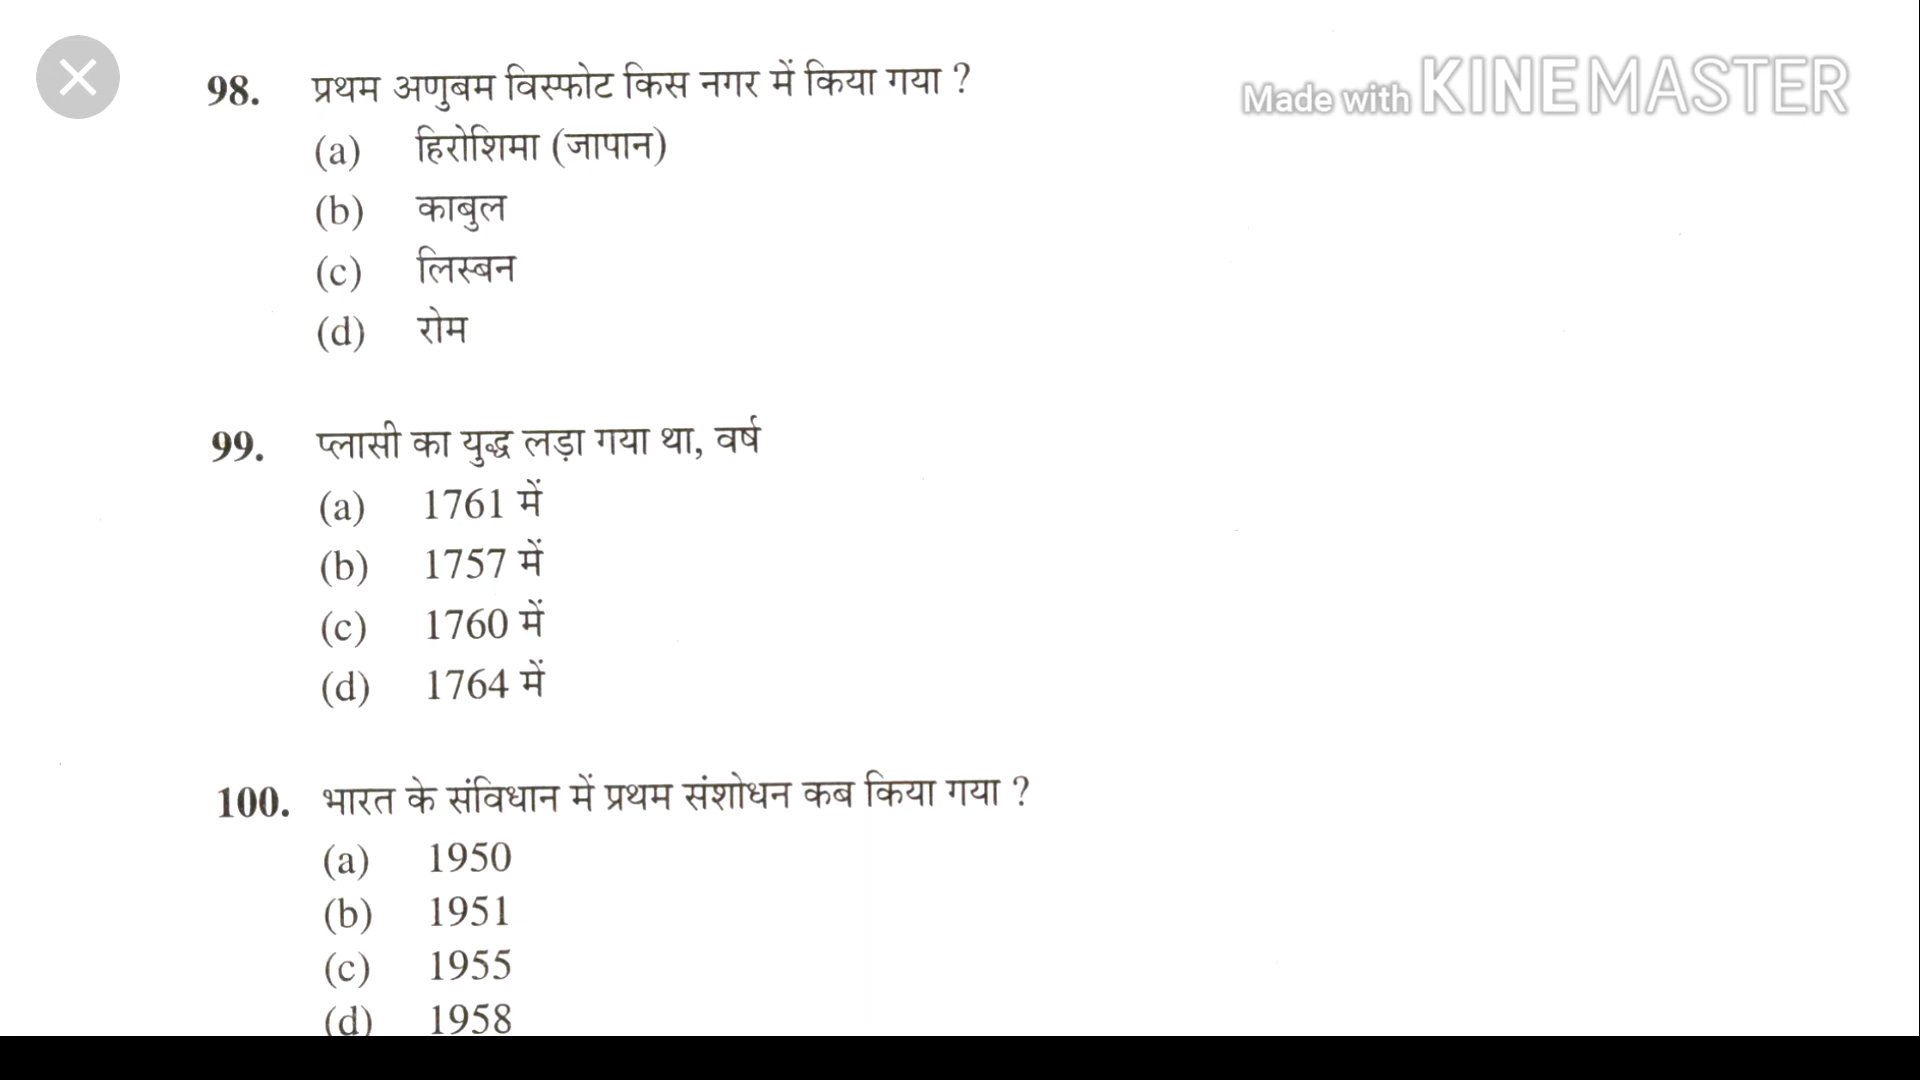 98. प्रथम अणुबम विस्फोट किस नगर में किया गया ?
Made with KINEMASTER
(a) हिरोशिमा (जापान)
(b) काबुल
(c) लिस्बन
(d) रोम
99. प्लासी का युद्ध लड़ा गया था, वर्ष
(a) 1761 में
(b) 1757 में
(c) 1760 में
(d) 1764 में
100. भारत के संविधान में प्रथम संशोधन कब किया गया ?
(a) 1950
(b) 1951
(c) 1955
(d) 1958